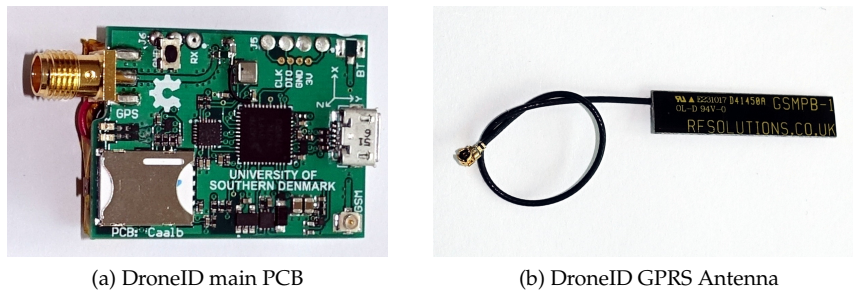 J6
RX
J5
CLK
DIO
GND
3V
BT
X
Y
Z
GPS
UNIVERSITY OF
SOUTHERN DENMARK
GSM
PCB: Caalb
E231017 D41450A GSMPB-1
OL-D 94V-0
RFSOLUTIONS.CO.UK
(a) DroneID main PCB
(b) DroneID GPRS Antenna